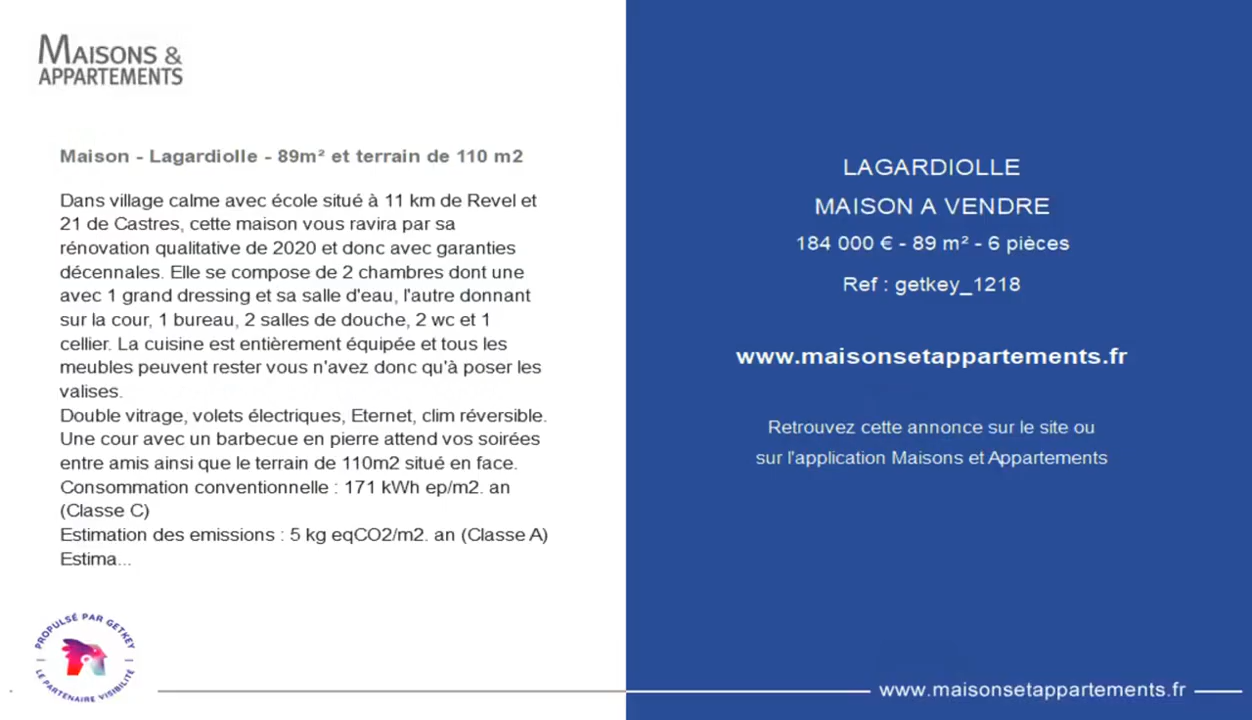 MAISONS &
APPARTEMENTS
Maison - Lagardiolle - 89m² et terrain de 110 m2
Dans village calme avec école situé à 11 km de Revel et
21 de Castres, cette maison vous ravira par sa
rénovation qualitative de 2020 et donc avec garanties
décennales. Elle se compose de 2 chambres dont une
avec 1 grand dressing et sa salle d'eau, l'autre donnant
sur la cour, 1 bureau, 2 salles de douche, 2 wc et 1
cellier. La cuisine est entièrement équipée et tous les
meubles peuvent rester vous n'avez donc qu'à poser les
valises.
Double vitrage, volets électriques, Eternet, clim réversible.
Une cour avec un barbecue en pierre attend vos soirées
entre amis ainsi que le terrain de 110m2 situé en face.
Consommation conventionnelle : 171 kWh ep/m2. an
(Classe C)
Estimation des emissions : 5 kg eqCO2/m2. an (Classe A)
Estima...
PROPULSÉ PAR GETKEY
LE PARTENAIRE VISIBILITÉ
LAGARDIOLLE
MAISON A VENDRE
184 000 € - 89 m² - 6 pièces
Ref : getkey_1218
www.maisonsetappartements.fr
Retrouvez cette annonce sur le site ou
sur l'application Maisons et Appartements
www.maisonsetappartements.fr